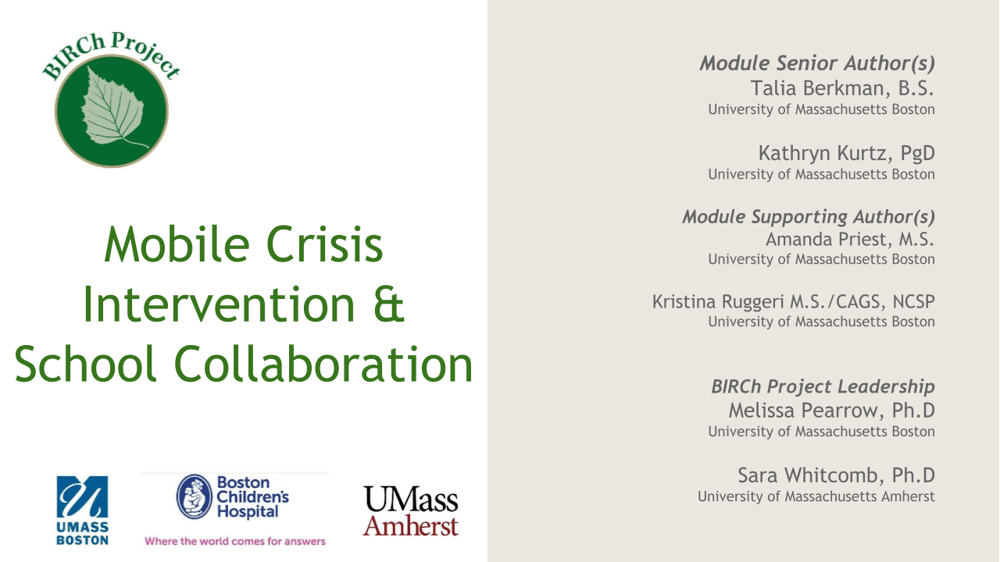 BIRCh Project
Mobile Crisis
Intervention &
School Collaboration
UMASS
BOSTON
Boston
Children's
Hospital
Where the world comes for answers
UMass
Amherst
Module Senior Author(s)
Talia Berkman, B.S.
University of Massachusetts Boston
Kathryn Kurtz, PgD
University of Massachusetts Boston
Module Supporting Author(s)
Amanda Priest, M.S.
University of Massachusetts Boston
Kristina Ruggeri M.S./CAGS, NCSP
University of Massachusetts Boston
BIRCh Project Leadership
Melissa Pearrow, Ph.D
University of Massachusetts Boston
Sara Whitcomb, Ph.D
University of Massachusetts Amherst